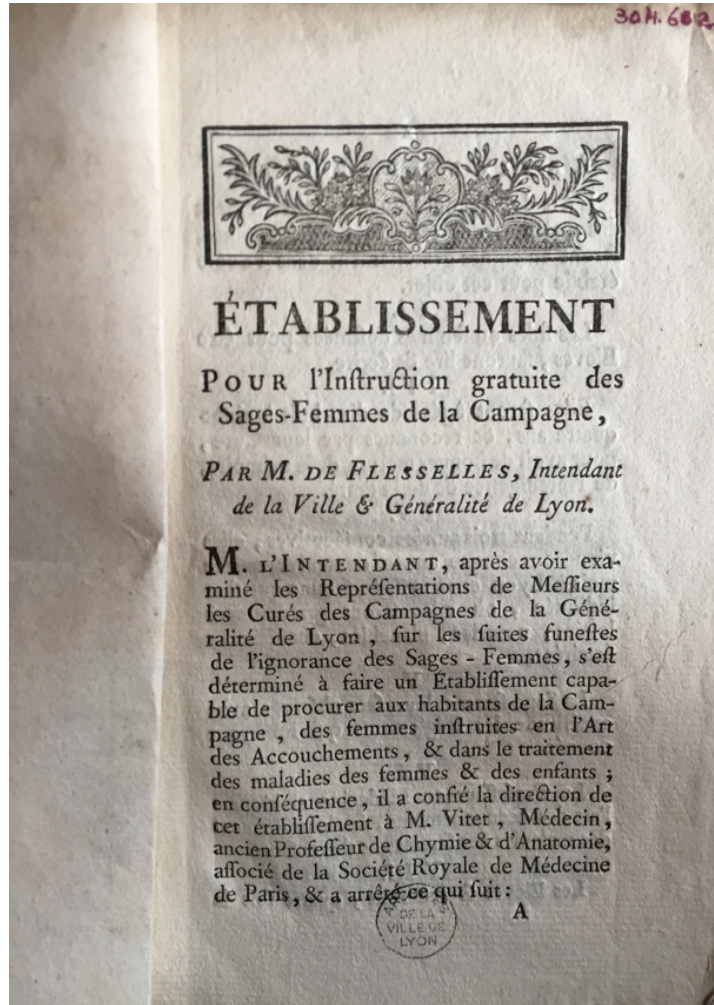 ÉTABLISSEMENT
POUR l'Inſtruction gratuite des
Sages-Femmes de la Campagne,
PAR M. DE FLESSELLES, Intendant
de la Ville & Généralité de Lyon.
M. L'INTENDANT, après avoir exa-
miné les Repréſentations de Meſſieurs
les Curés des Campagnes de la Géné-
ralité de Lyon, ſur les ſuites funeſtes
de l'ignorance des Sages-Femmes, s'eſt
déterminé à faire un Établiſſement capa-
ble de procurer aux habitants de la Cam-
pagne, des femmes inſtruites en l'Art
des Accouchements, & dans le traitement
des maladies des femmes & des enfants ;
en conſéquence, il a confié la direction de
cet établiſſement à M. Vitet, Médecin,
ancien Profeſſeur de Chymie & d'Anatomie,
aſſocié de la Société Royale de Médecine
de Paris, & a arrêté ce qui ſuit :
A
DE LA
VILLE DE
LYON